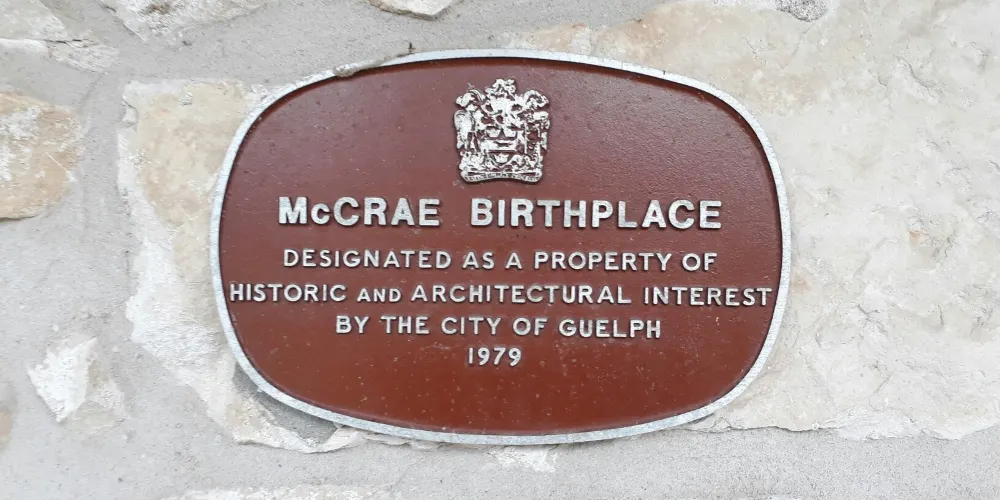 McCRAE BIRTHPLACE
DESIGNATED AS A PROPERTY OF
HISTORIC AND ARCHITECTURAL INTEREST
BY THE CITY OF GUELPH
1979